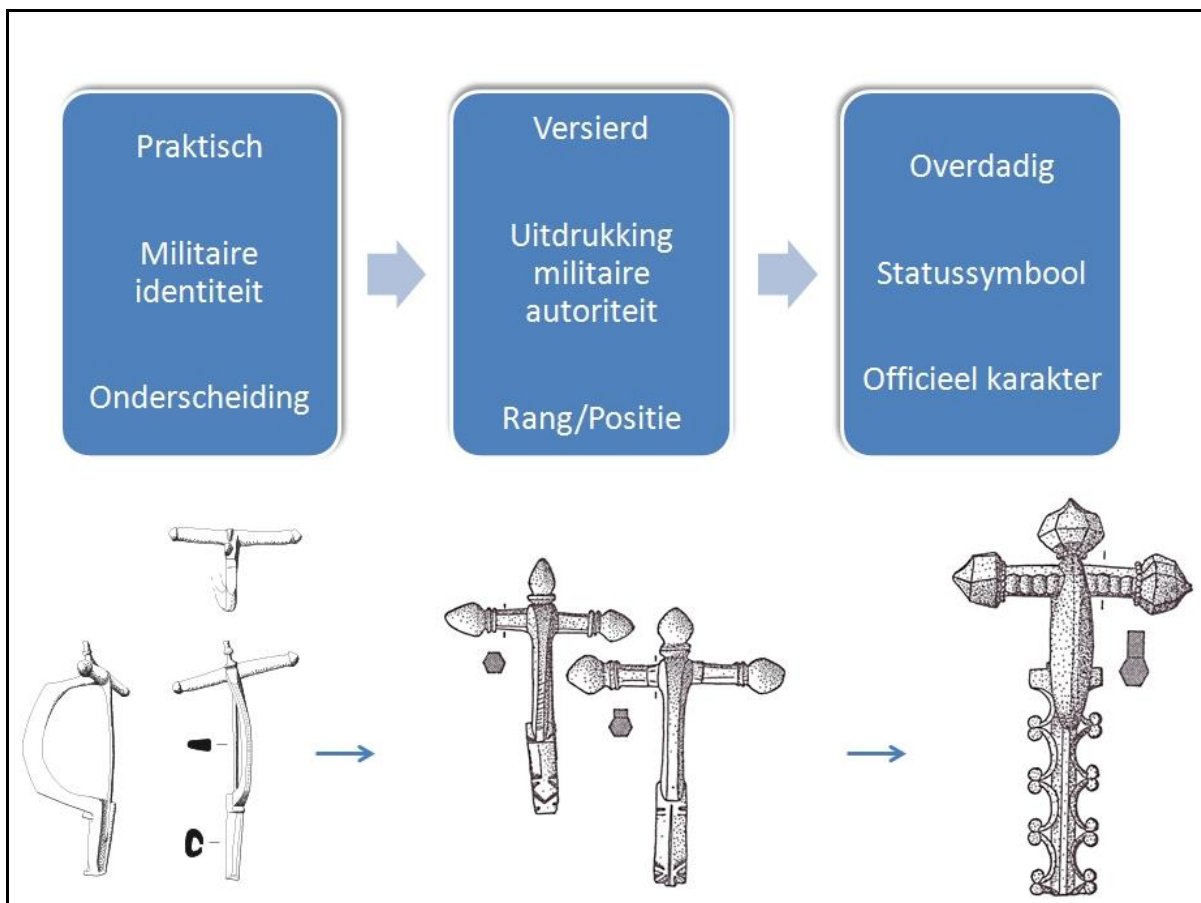 Praktisch
Militaire
identiteit
Onderscheiding
Versierd
Uitdrukking
militaire
autoriteit
Rang/Positie
Overdadig
Statussymbool
Officieel karakter